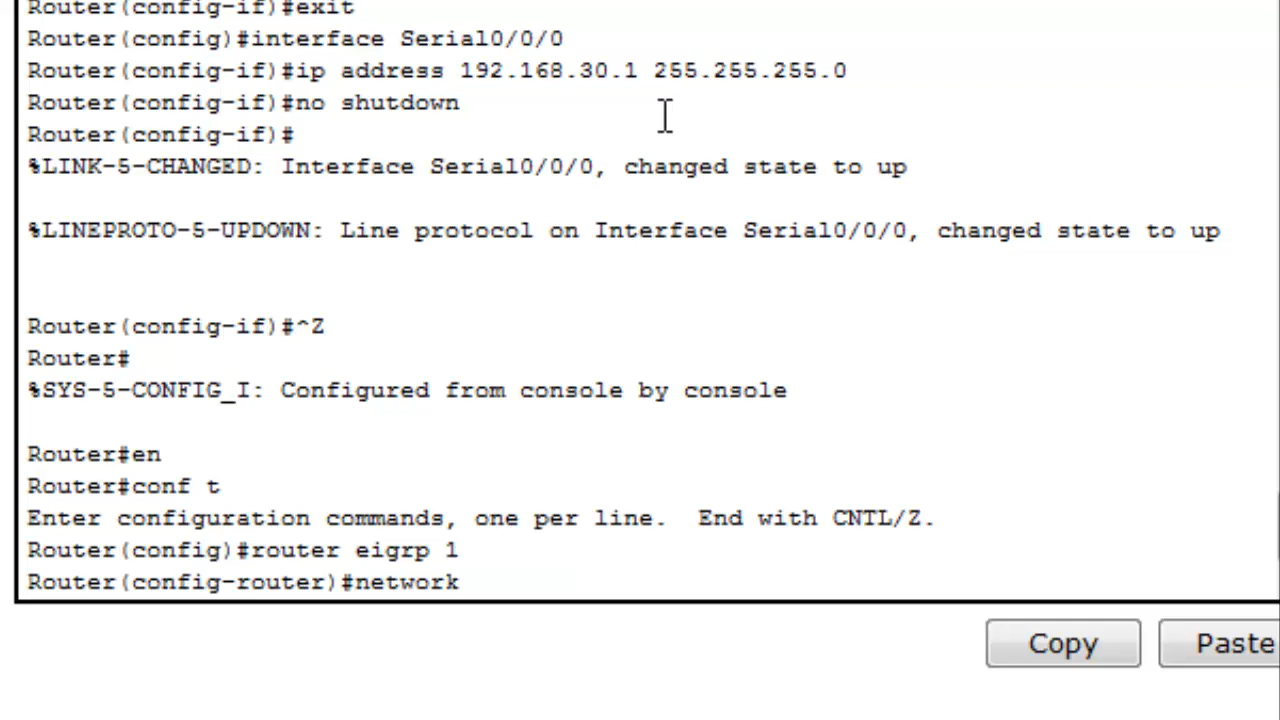 Router(config-if)#exit
Router(config)#interface Serial0/0/0
Router(config-if)#ip address 192.168.30.1 255.255.255.0
Router(config-if)#no shutdown
Router(config-if)#
%LINK-5-CHANGED: Interface Serial0/0/0, changed state to up
%LINEPROTO-5-UPDOWN: Line protocol on Interface Serial0/0/0, changed state to up
Router(config-if)#^Z
Router#
%SYS-5-CONFIG_I: Configured from console by console
Router#en
Router#conf t
Enter configuration commands, one per line.  End with CNTL/Z.
Router(config)#router eigrp 1
Router(config-router)#network
Copy
Paste